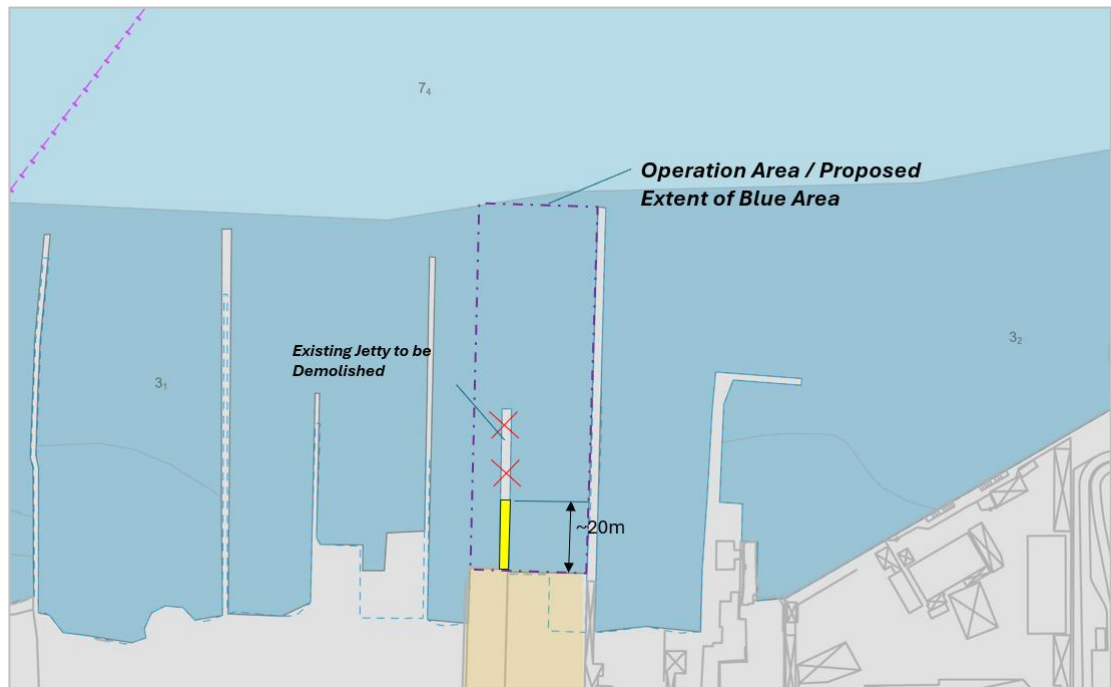 7₄
Operation Area / Proposed
Extent of Blue Area
Existing Jetty to be
Demolished
3₂
3₁
~20m